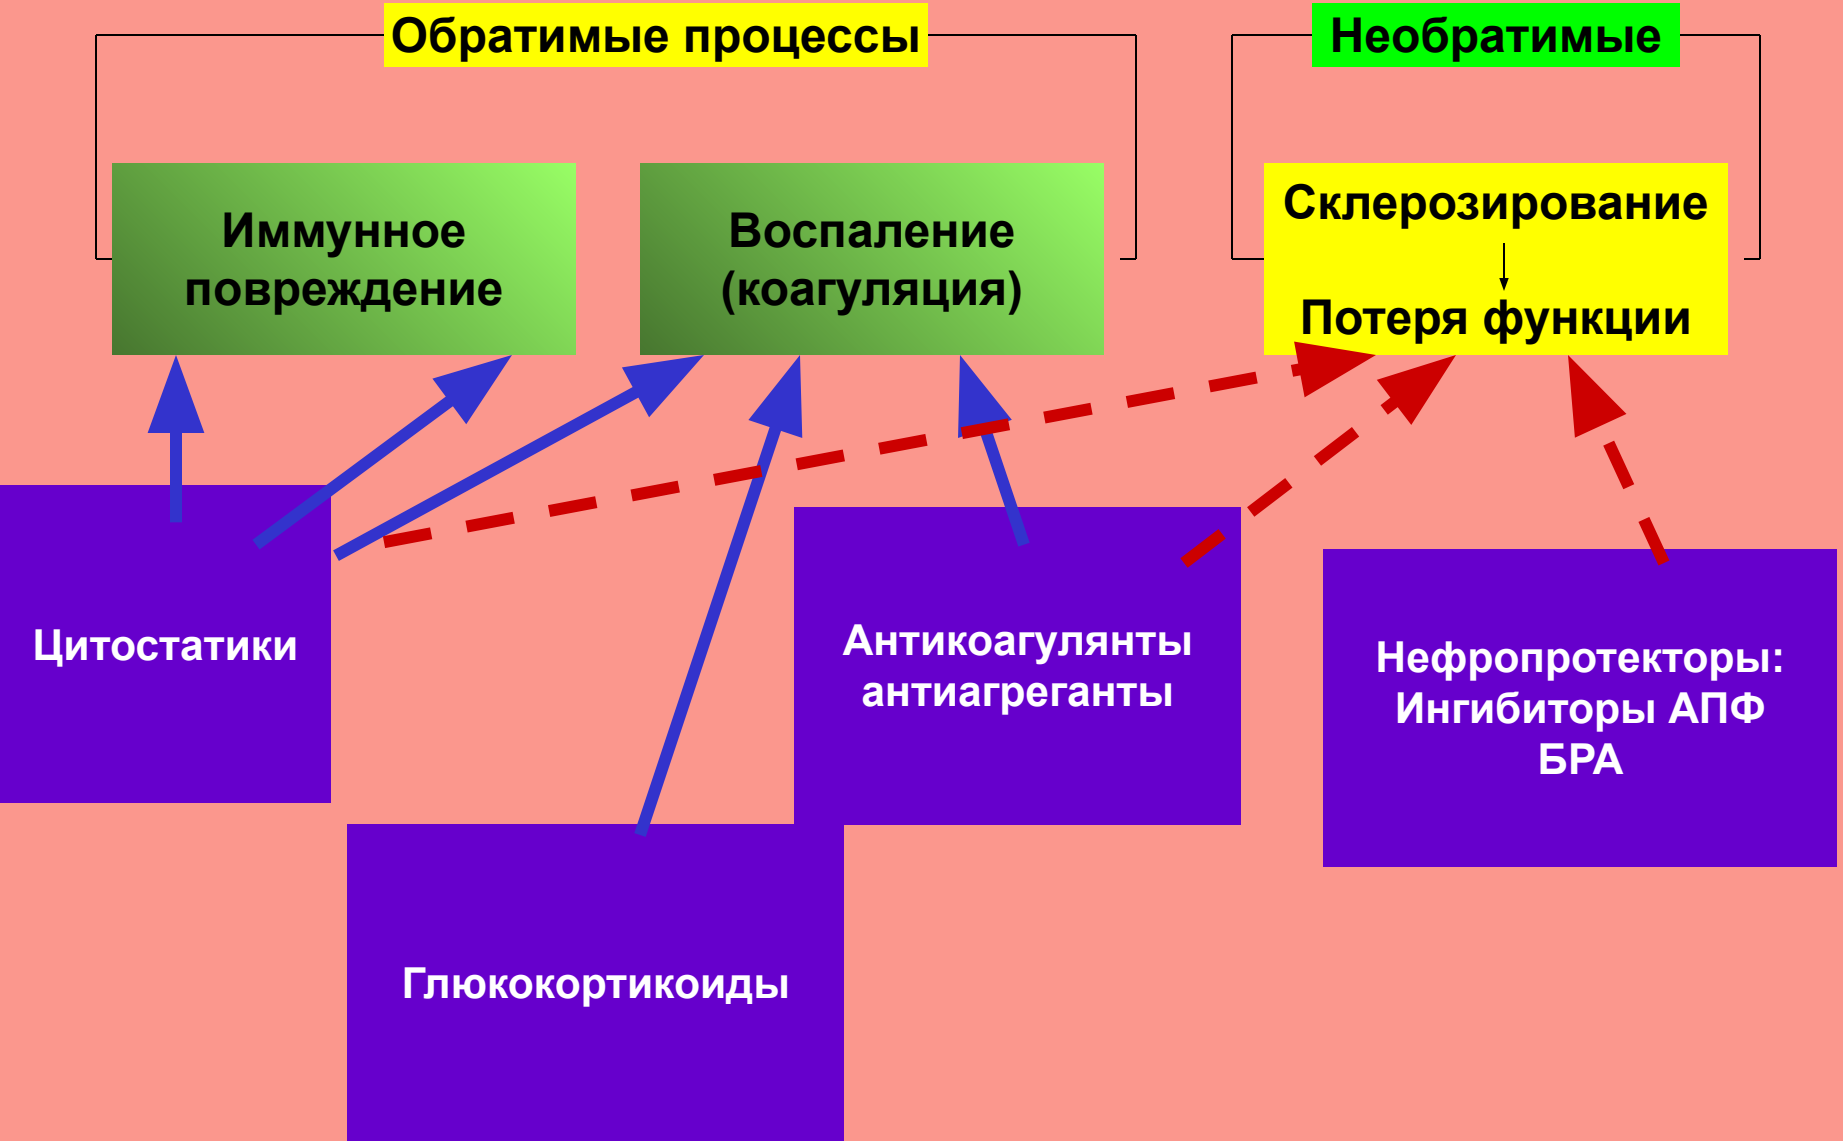 Обратимые процессы
Необратимые
Иммунное
повреждение
Воспаление
(коагуляция)
Склерозирование
Потеря функции
Цитостатики
Антикоагулянты
антиагреганты
Нефропротекторы:
Ингибиторы АПФ
БРА
Глюкокортикоиды